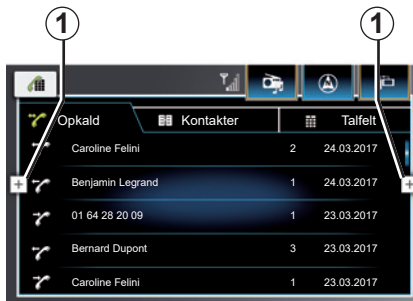 1 1
Opkald Kontakter Talfelt
Caroline Felini 2 24.03.2017
Benjamin Legrand 1 24.03.2017
01 64 28 20 09 1 23.03.2017
Bernard Dupont 3 23.03.2017
Caroline Felini 1 23.03.2017